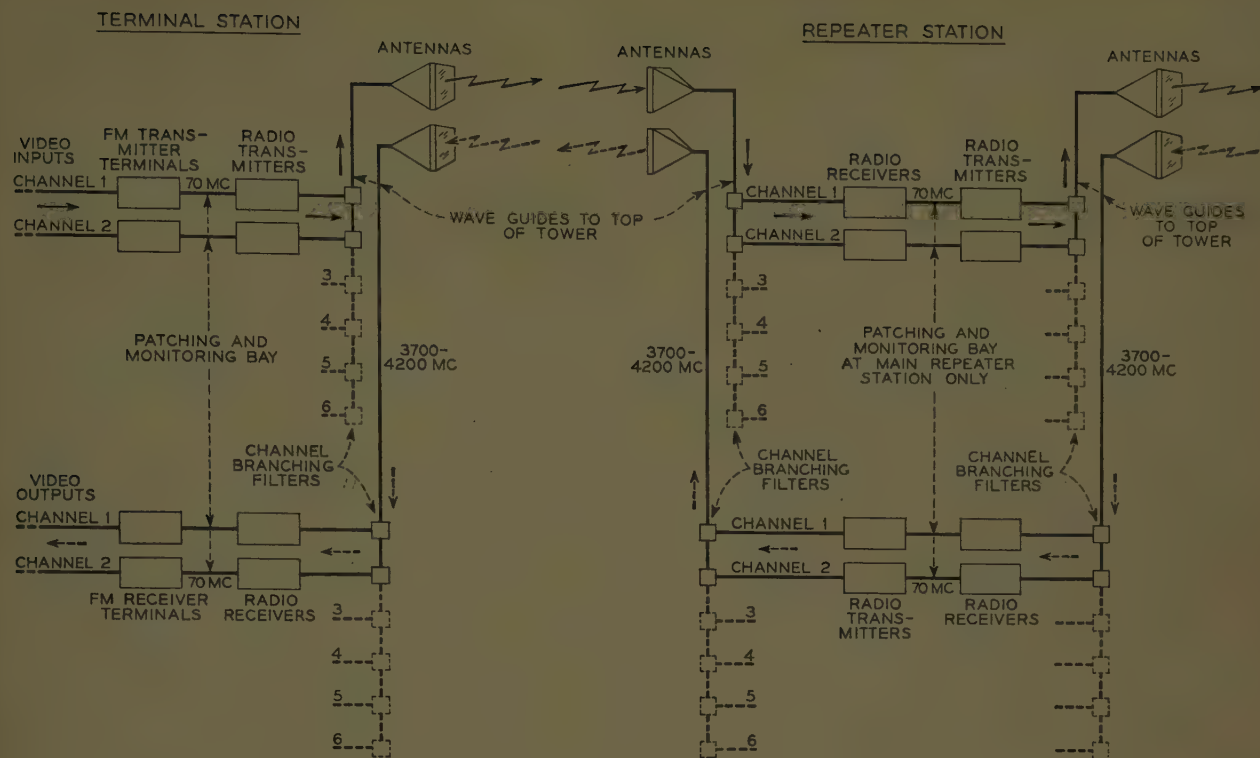 TERMINAL STATION
ANTENNAS
VIDEO
INPUTS
FM TRANS-
MITTER
TERMINALS
RADIO
TRANS-
MITTERS
CHANNEL 1
70 MC
CHANNEL 2
3
4
5
6
PATCHING AND
MONITORING BAY
3700-
4200 MC
CHANNEL
BRANCHING
FILTERS
VIDEO
OUTPUTS
CHANNEL 1
CHANNEL 2
70 MC
FM RECEIVER
TERMINALS
RADIO
RECEIVERS
3
4
5
6
WAVE GUIDES TO TOP
OF TOWER
REPEATER STATION
ANTENNAS
ANTENNAS
RADIO
RECEIVERS
RADIO
TRANS-
MITTERS
CHANNEL 1
70 MC
CHANNEL 2
WAVE GUIDES
TO TOP
OF TOWER
3
4
5
6
3700-
4200 MC
PATCHING AND
MONITORING BAY
AT MAIN REPEATER
STATION ONLY
3700-
4200 MC
CHANNEL
BRANCHING
FILTERS
CHANNEL
BRANCHING
FILTERS
CHANNEL 1
CHANNEL 2
70 MC
RADIO
TRANS-
MITTERS
RADIO
RECEIVERS
3
4
5
6